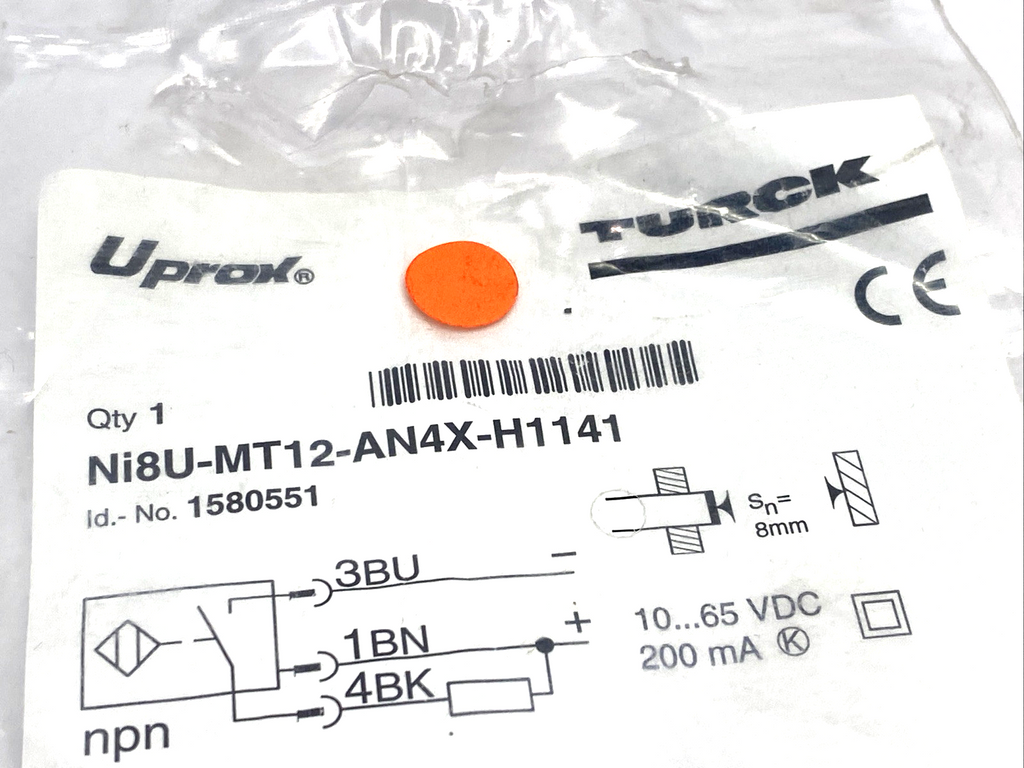 TURCK
Uprox®
CE
Qty 1
Ni8U-MT12-AN4X-H1141
Id.- No. 1580551
Sn=
8mm
3BU −
1BN +
4BK
10...65 VDC
200 mA Ⓚ
npn